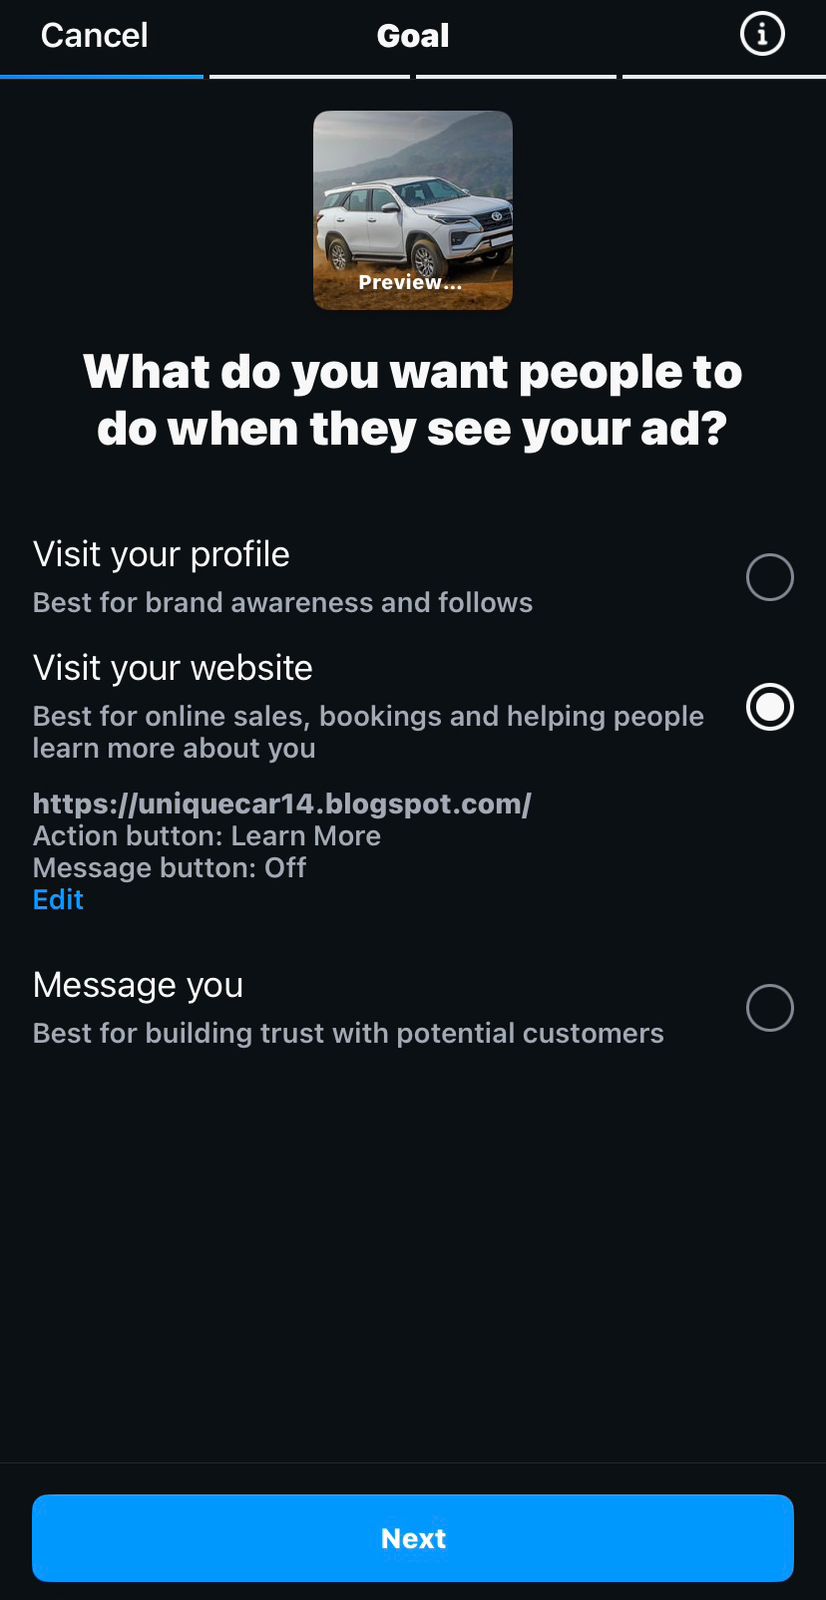 Cancel
Goal
Preview...
What do you want people to
do when they see your ad?
Visit your profile
Best for brand awareness and follows
Visit your website
Best for online sales, bookings and helping people
learn more about you
https://uniquecar14.blogspot.com/
Action button: Learn More
Message button: Off
Edit
Message you
Best for building trust with potential customers
Next